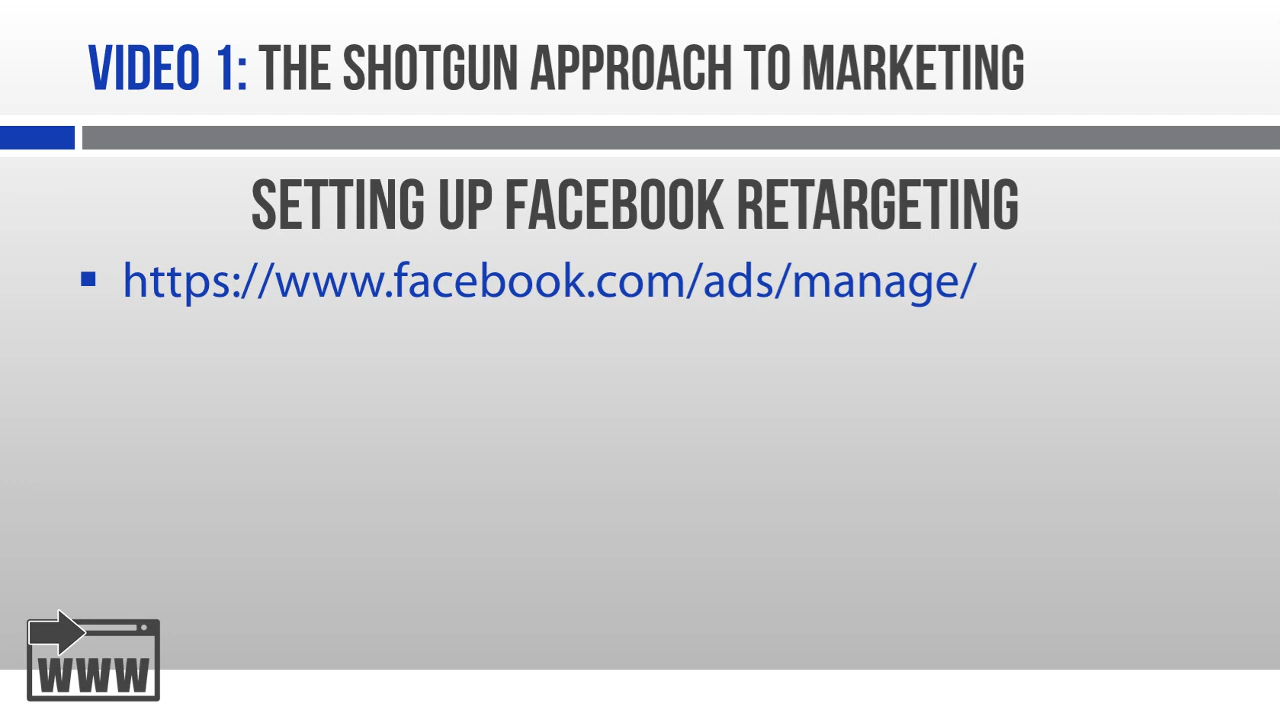 VIDEO 1: THE SHOTGUN APPROACH TO MARKETING
SETTING UP FACEBOOK RETARGETING
▪ https://www.facebook.com/ads/manage/
WWW